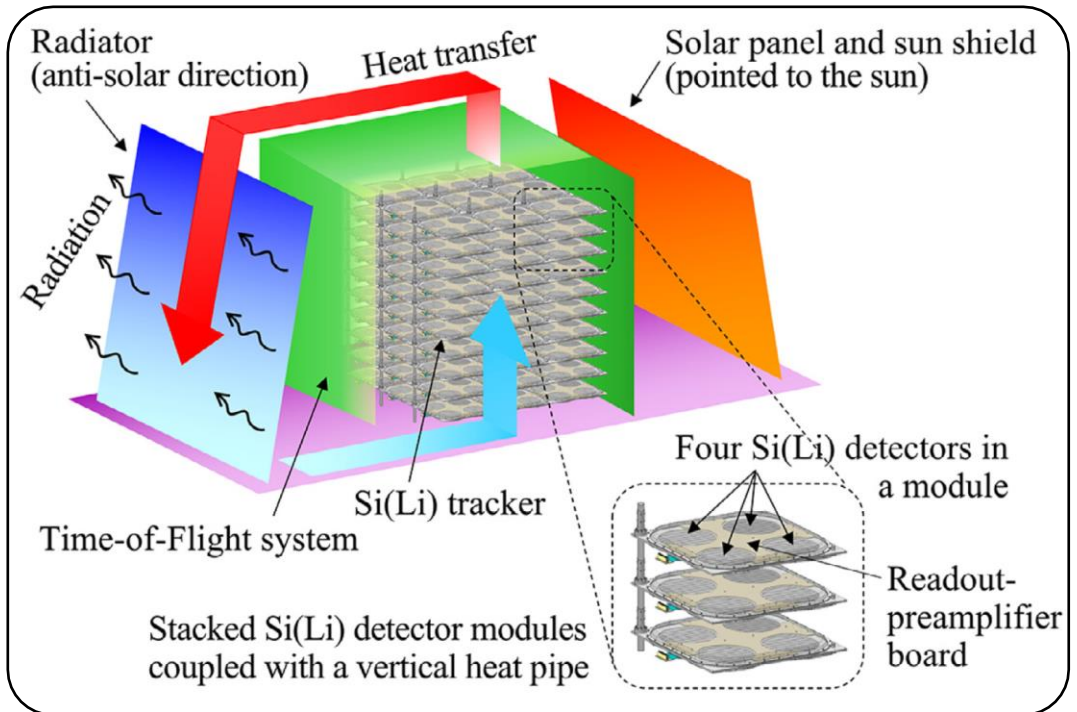 Radiator
(anti-solar direction)
Heat transfer
Solar panel and sun shield
(pointed to the sun)
Radiation
Si(Li) tracker
Time-of-Flight system
Four Si(Li) detectors in
a module
Readout-
preamplifier
board
Stacked Si(Li) detector modules
coupled with a vertical heat pipe